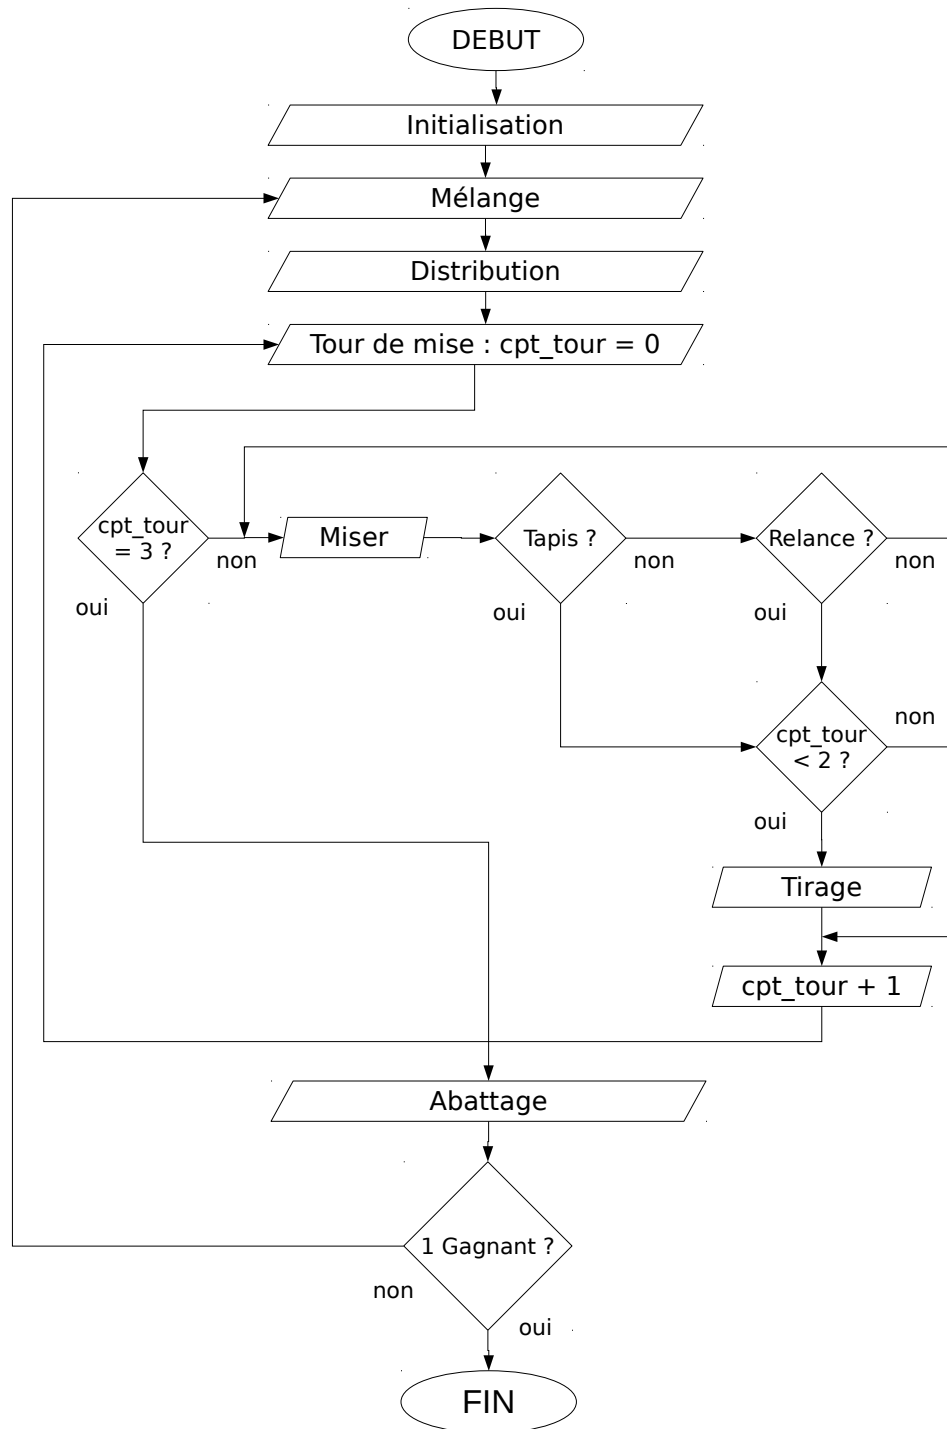 DEBUT
Initialisation
Mélange
Distribution
Tour de mise : cpt_tour = 0
cpt_tour
= 3 ?
non
oui
Miser
Tapis ?
non
oui
Relance ?
non
oui
cpt_tour
< 2 ?
non
oui
Tirage
cpt_tour + 1
Abattage
1 Gagnant ?
non
oui
FIN